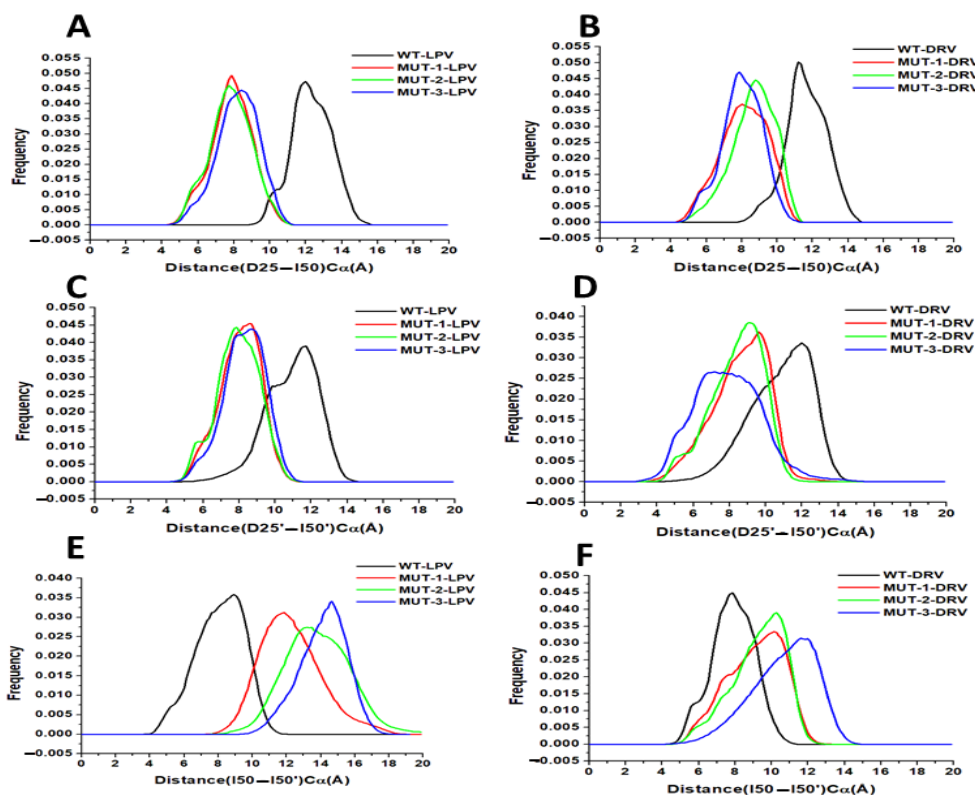 A
WT-LPV
MUT-1-LPV
MUT-2-LPV
MUT-3-LPV
Frequency
0.055
0.050
0.045
0.040
0.035
0.030
0.025
0.020
0.015
0.010
0.005
0.000
−0.005
0 2 4 6 8 10 12 14 16 18 20
Distance(D25—I50)Cα(Å)
B
WT-DRV
MUT-1-DRV
MUT-2-DRV
MUT-3-DRV
Frequency
0.055
0.050
0.045
0.040
0.035
0.030
0.025
0.020
0.015
0.010
0.005
0.000
−0.005
0 2 4 6 8 10 12 14 16 18 20
Distance(D25—I50)Cα(Å)
C
WT-LPV
MUT-1-LPV
MUT-2-LPV
MUT-3-LPV
Frequency
0.050
0.045
0.040
0.035
0.030
0.025
0.020
0.015
0.010
0.005
0.000
−0.005
0 2 4 6 8 10 12 14 16 18 20
Distance(D25'—I50')Cα(Å)
D
WT-DRV
MUT-1-DRV
MUT-2-DRV
MUT-3-DRV
Frequency
0.045
0.040
0.035
0.030
0.025
0.020
0.015
0.010
0.005
0.000
−0.005
0 2 4 6 8 10 12 14 16 18 20
Distance(D25'—I50')Cα(Å)
E
WT-LPV
MUT-1-LPV
MUT-2-LPV
MUT-3-LPV
Frequency
0.040
0.035
0.030
0.025
0.020
0.015
0.010
0.005
0.000
−0.005
0 2 4 6 8 10 12 14 16 18 20
Distance(I50—I50')Cα(Å)
F
WT-DRV
MUT-1-DRV
MUT-2-DRV
MUT-3-DRV
Frequency
0.050
0.045
0.040
0.035
0.030
0.025
0.020
0.015
0.010
0.005
0.000
−0.005
0 2 4 6 8 10 12 14 16 18 20
Distance(I50—I50')Cα(Å)